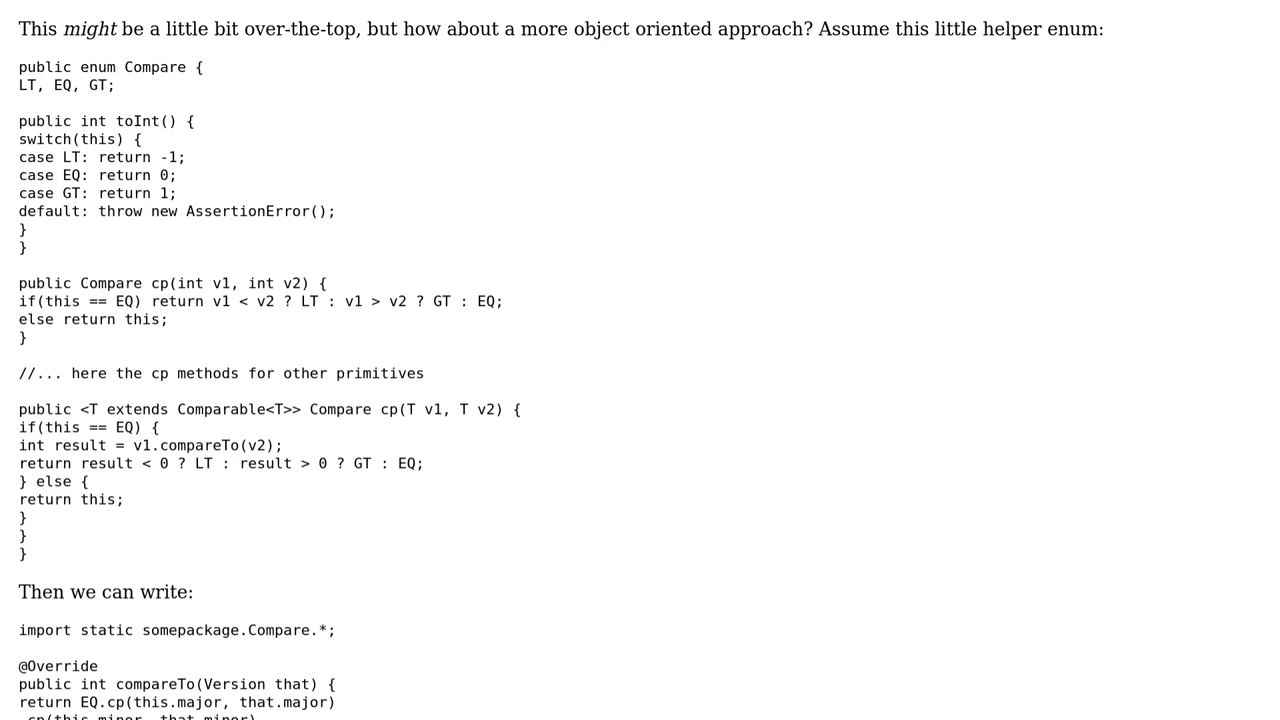 This might be a little bit over-the-top, but how about a more object oriented approach? Assume this little helper enum:
public enum Compare {
LT, EQ, GT;
public int toInt() {
switch(this) {
case LT: return -1;
case EQ: return 0;
case GT: return 1;
default: throw new AssertionError();
}
}
public Compare cp(int v1, int v2) {
if(this == EQ) return v1 < v2 ? LT : v1 > v2 ? GT : EQ;
else return this;
}
//... here the cp methods for other primitives
public <T extends Comparable<T>> Compare cp(T v1, T v2) {
if(this == EQ) {
int result = v1.compareTo(v2);
return result < 0 ? LT : result > 0 ? GT : EQ;
} else {
return this;
}
}
}
Then we can write:
import static somepackage.Compare.*;
@Override
public int compareTo(Version that) {
return EQ.cp(this.major, that.major)
.cp(this.minor, that.minor)